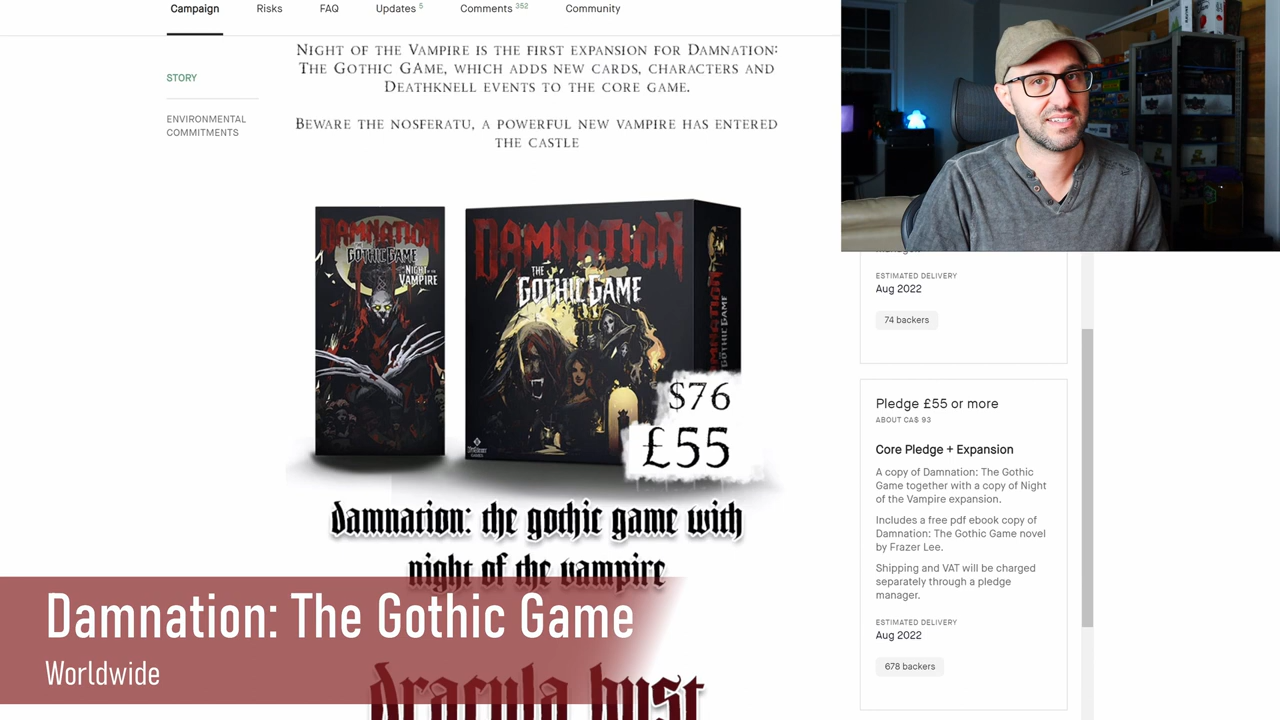 Campaign
Risks
FAQ
Updates 5
Comments 352
Community
STORY
ENVIRONMENTAL
COMMITMENTS
Night of the Vampire is the first expansion for Damnation:
The Gothic GAme, which adds new cards, characters and
Deathknell events to the core game.
Beware the Nosferatu, a powerful new vampire has entered
the castle
DAMNATION
THE
GOTHIC GAME
NIGHT OF THE
VAMPIRE
DAMNATION
THE
GOTHIC GAME
DAMNATION
GOTHIC GAME
GAMES
$76
£55
damnation: the gothic game with
night of the vampire
dracula bust
Damnation: The Gothic Game
Worldwide
ESTIMATED DELIVERY
Aug 2022
74 backers
Pledge £55 or more
ABOUT CA$ 93
Core Pledge + Expansion
A copy of Damnation: The Gothic
Game together with a copy of Night
of the Vampire expansion.
Includes a free pdf ebook copy of
Damnation: The Gothic Game novel
by Frazer Lee.
Shipping and VAT will be charged
separately through a pledge
manager.
ESTIMATED DELIVERY
Aug 2022
678 backers